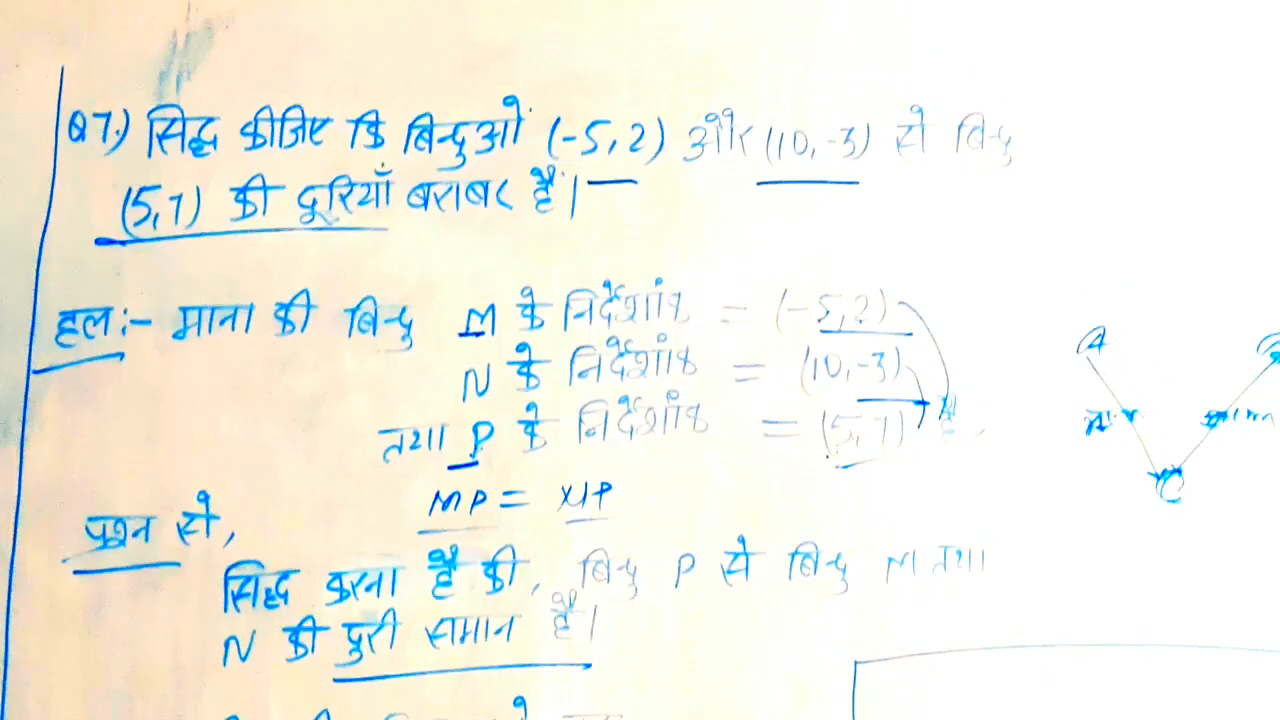 Q7.) सिद्ध कीजिए कि बिन्दुओं (-5, 2) और (10, -3) से बिन्दु
(5, 7) की दूरियाँ बराबर हैं।
हल:- माना की बिन्दु M के निर्देशांक = (-5, 2)
N के निर्देशांक = (10, -3)
तथा P के निर्देशांक = (5, 7) है,
A
C
MP = NP
प्रश्न से,
सिद्ध करना है की, बिन्दु P से बिन्दु M तथा
N की दुरी समान है।